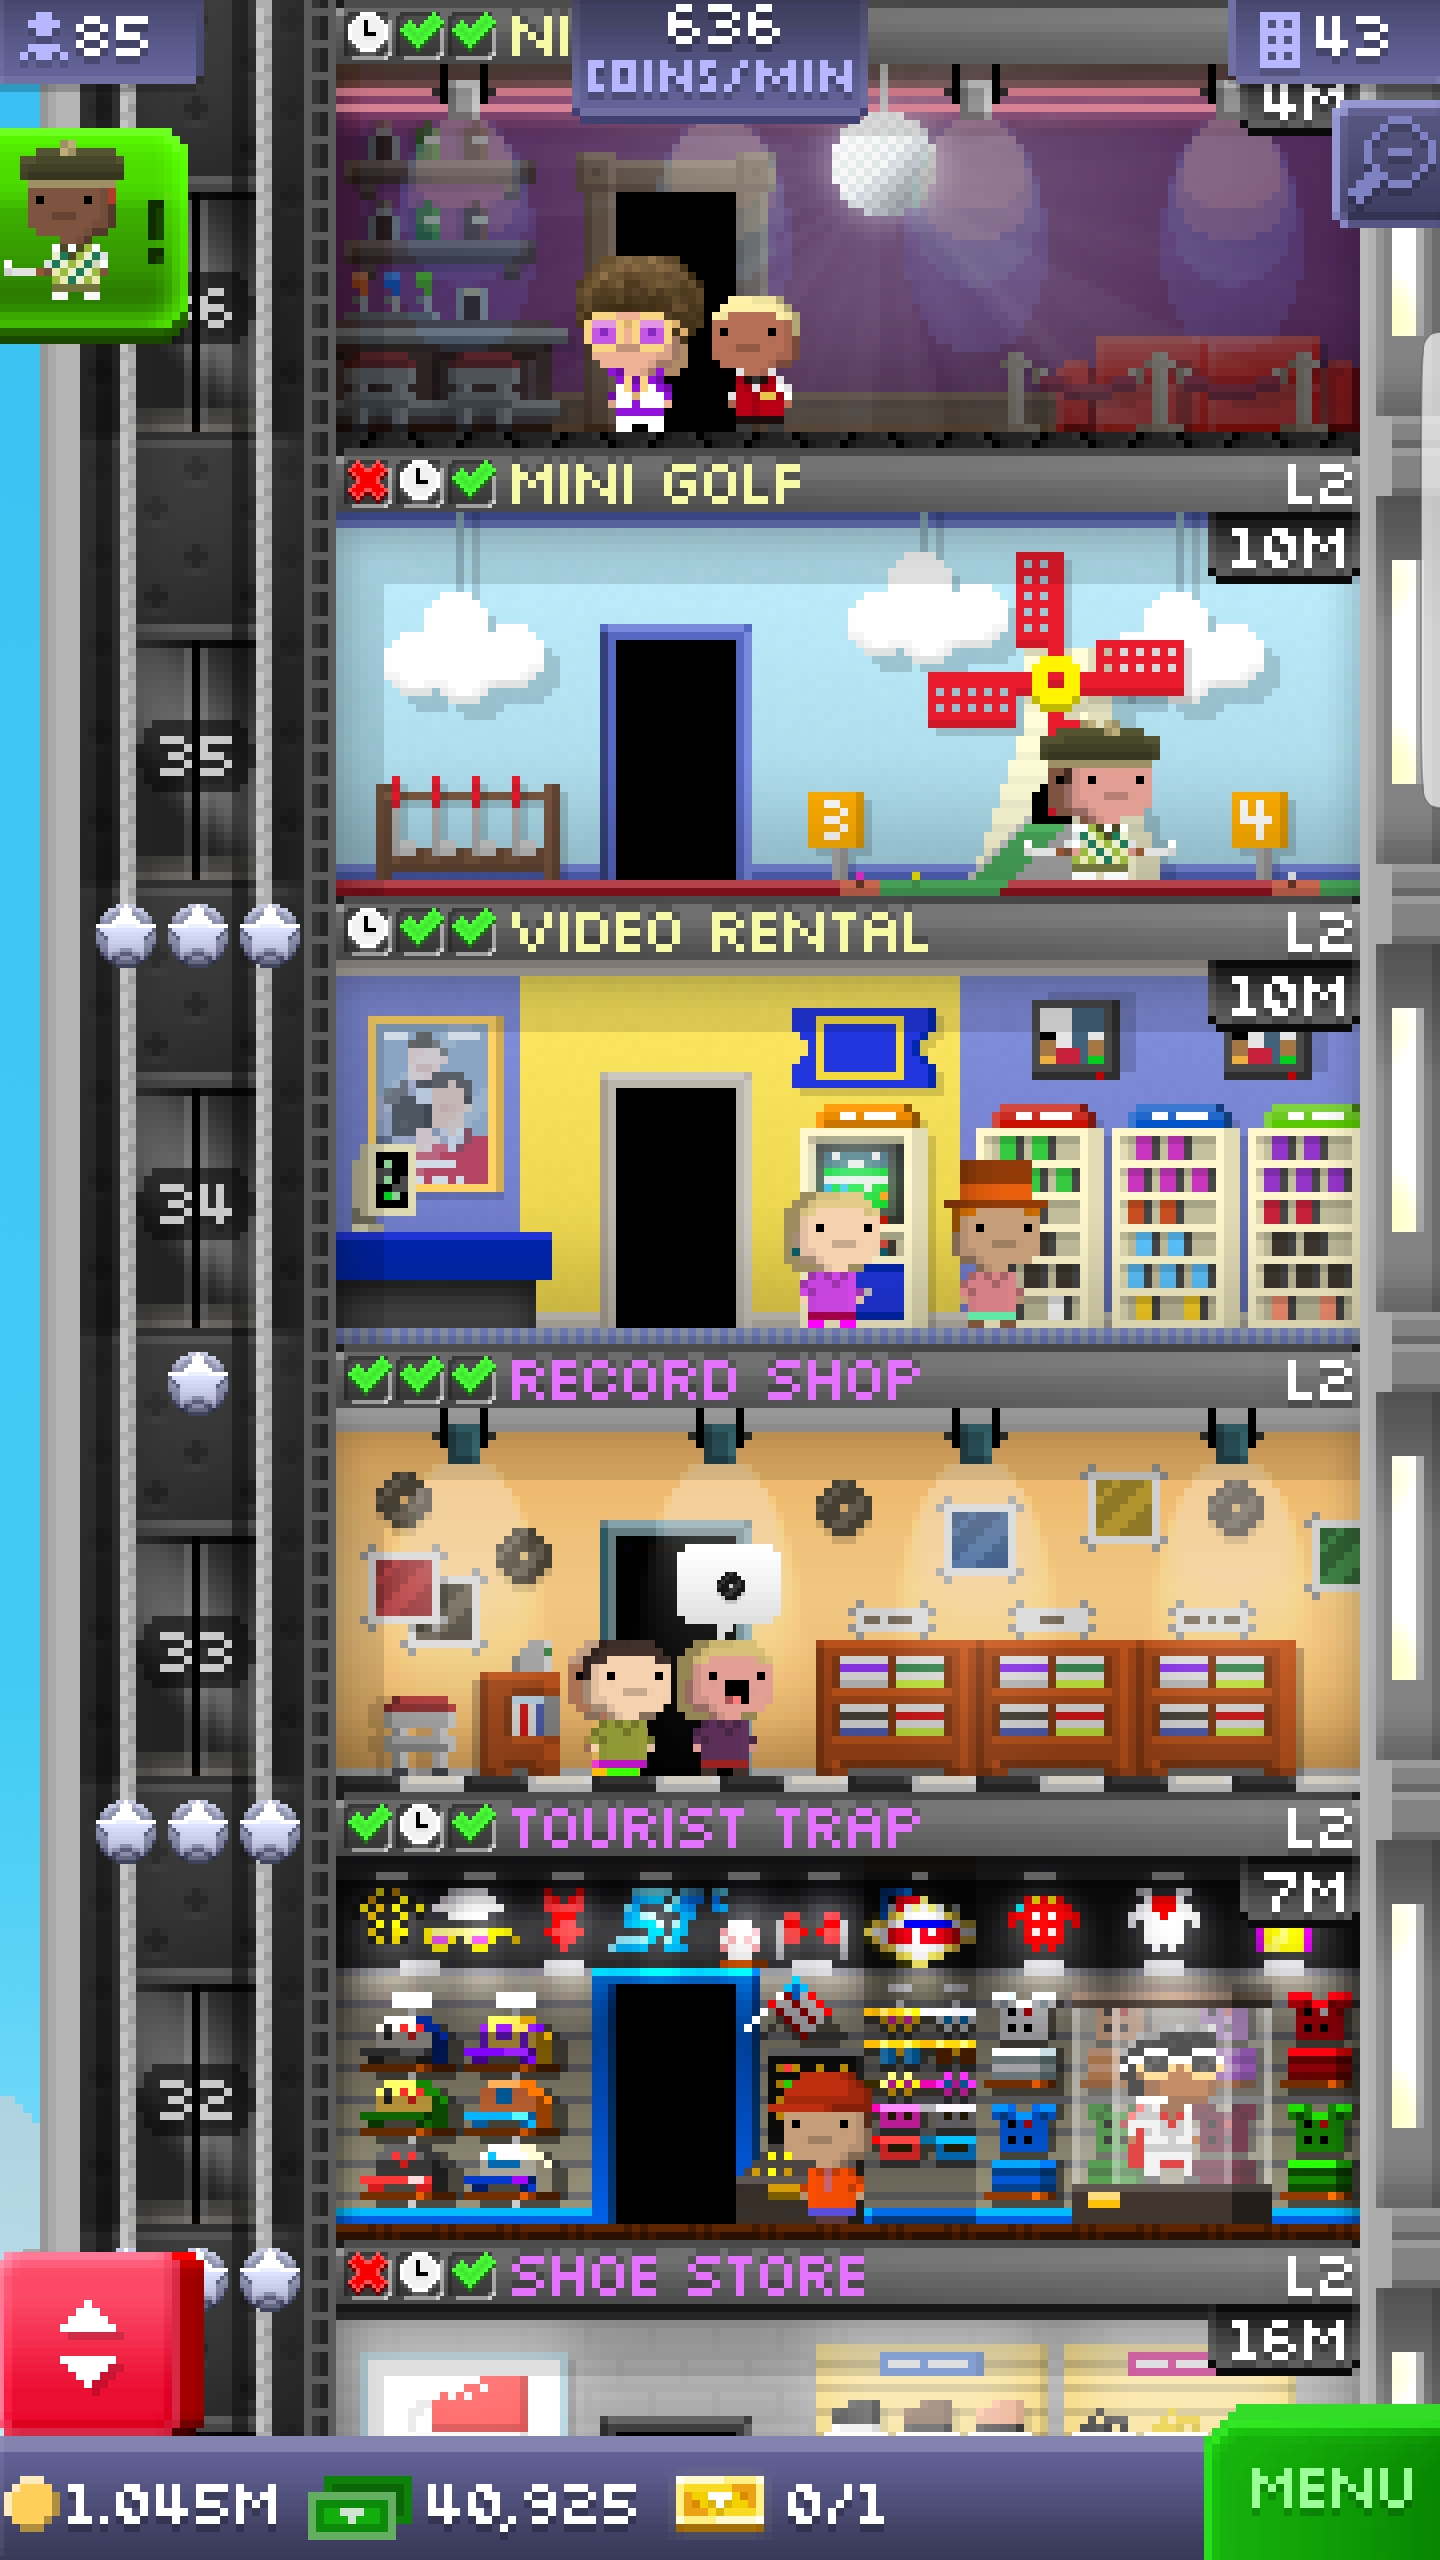 85
NI
636
COINS/MIN
43
4M
!
6
MINI GOLF
L2
10M
35
3
4
VIDEO RENTAL
L2
10M
34
RECORD SHOP
L2
33
TOURIST TRAP
L2
7M
32
SHOE STORE
L2
16M
1.045M
40,925
0/1
MENU